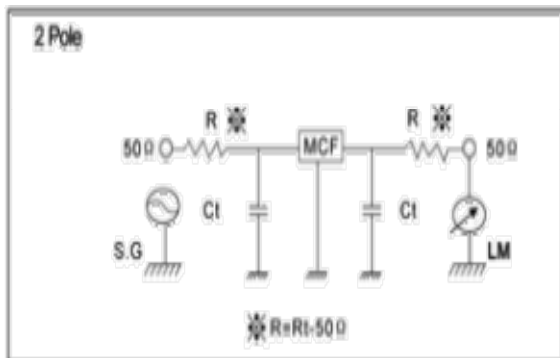 2 Pole
R ※ R ※
50Ω MCF 50Ω
Ct Ct
S.G LM
※ R=Rt-50Ω